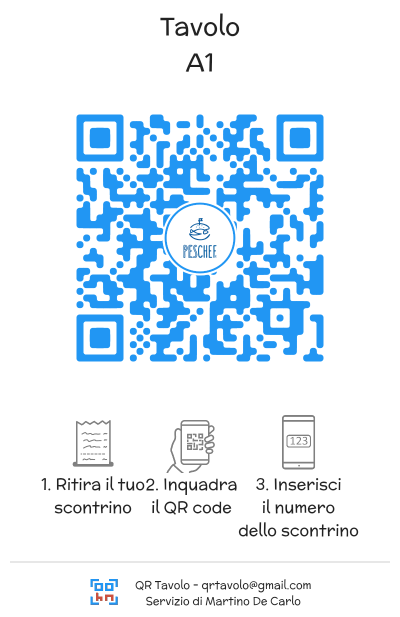 Tavolo
A1
PESCHEE
123
1. Ritira il tuo
scontrino
2. Inquadra
il QR code
3. Inserisci
il numero
dello scontrino
QR Tavolo - qrtavolo@gmail.com
Servizio di Martino De Carlo